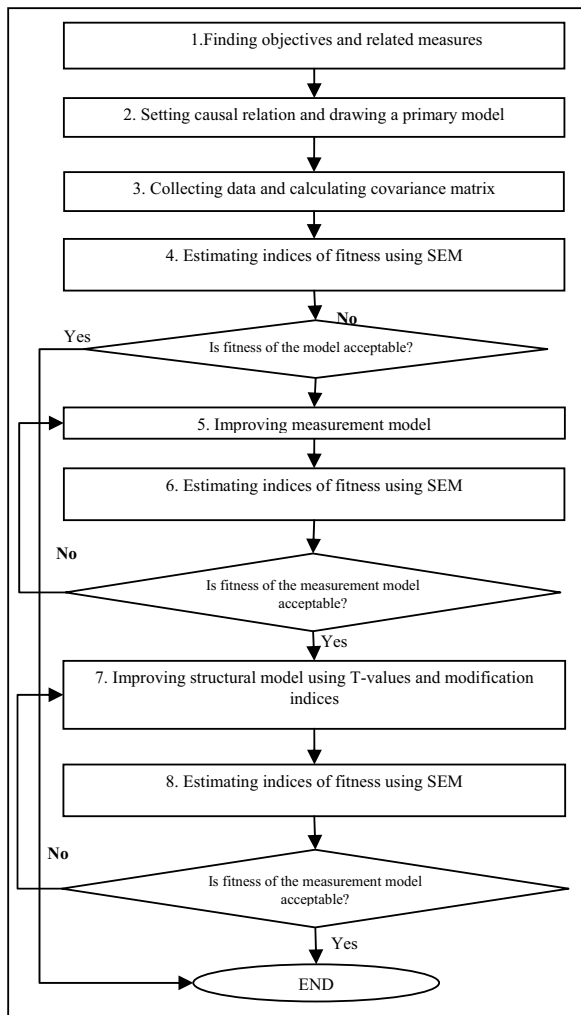 1.Finding objectives and related measures
2. Setting causal relation and drawing a primary model
3. Collecting data and calculating covariance matrix
4. Estimating indices of fitness using SEM
No
Yes
Is fitness of the model acceptable?
5. Improving measurement model
6. Estimating indices of fitness using SEM
No
Is fitness of the measurement model
acceptable?
Yes
7. Improving structural model using T-values and modification
indices
8. Estimating indices of fitness using SEM
No
Is fitness of the measurement model
acceptable?
Yes
END